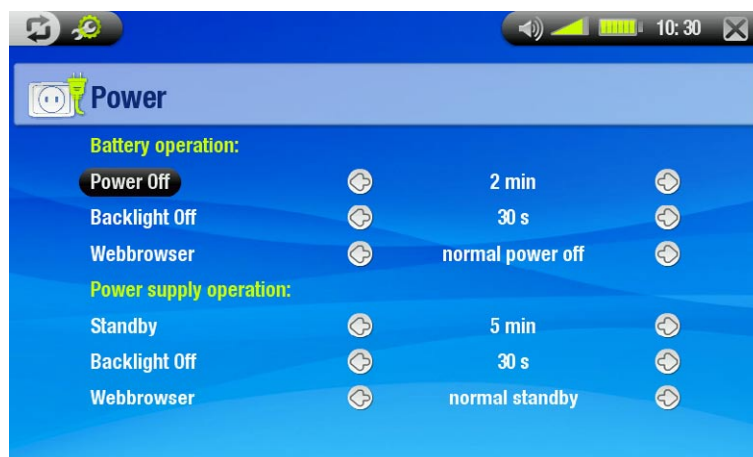 10:30
Power
Battery operation:
Power Off 2 min
Backlight Off 30 s
Webbrowser normal power off
Power supply operation:
Standby 5 min
Backlight Off 30 s
Webbrowser normal standby